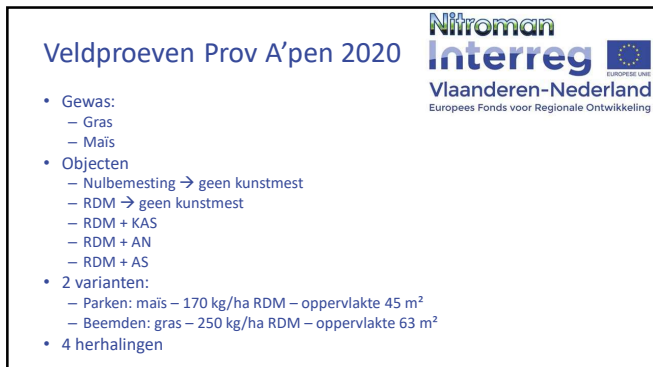 Veldproeven Prov A'pen 2020
Nitroman
Interreg
EUROPESE UNIE
Vlaanderen-Nederland
Europees Fonds voor Regionale Ontwikkeling
• Gewas:
– Gras
– Maïs
• Objecten
– Nulbemesting → geen kunstmest
– RDM → geen kunstmest
– RDM + KAS
– RDM + AN
– RDM + AS
• 2 varianten:
– Parken: maïs – 170 kg/ha RDM – oppervlakte 45 m²
– Beemden: gras – 250 kg/ha RDM – oppervlakte 63 m²
• 4 herhalingen